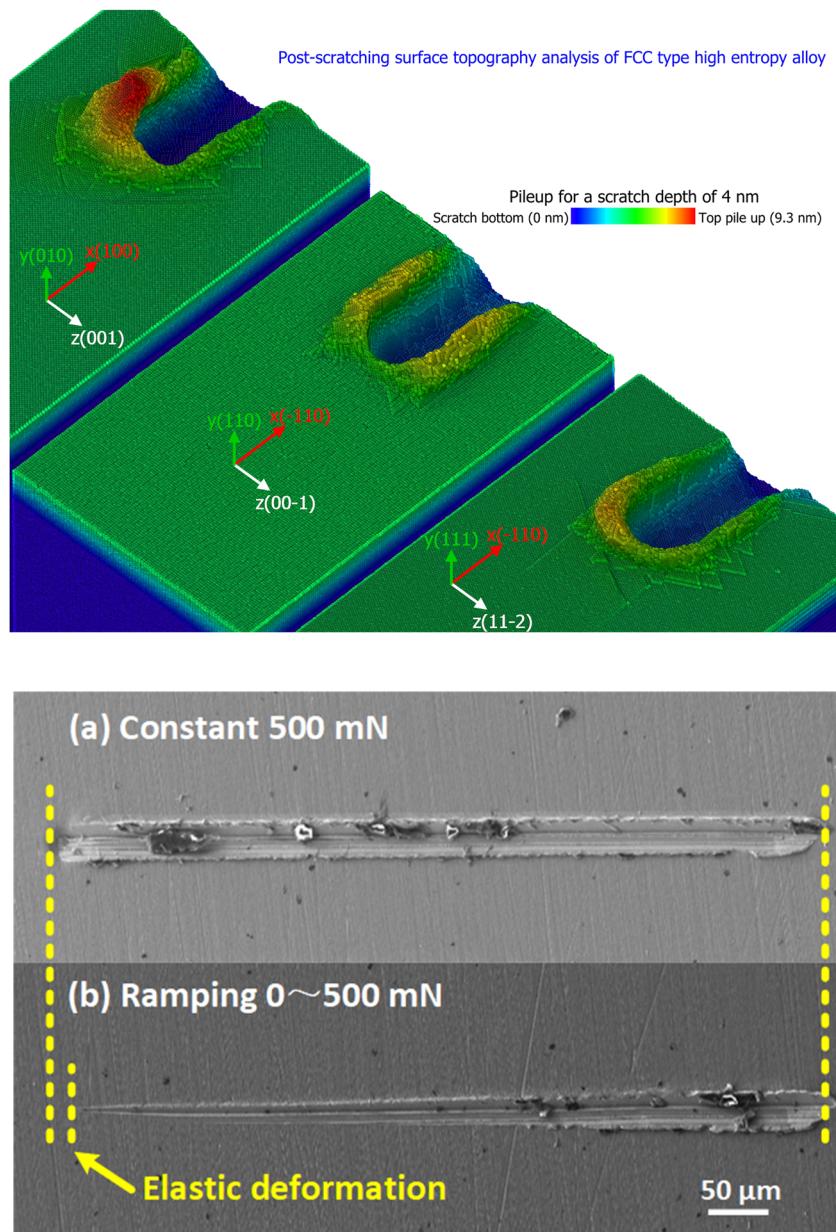 Post-scratching surface topography analysis of FCC type high entropy alloy
Pileup for a scratch depth of 4 nm
Scratch bottom (0 nm) Top pile up (9.3 nm)
y(010)
x(100)
z(001)
y(110)
x(-110)
z(00-1)
y(111)
x(-110)
z(11-2)
(a) Constant 500 mN
(b) Ramping 0～500 mN
Elastic deformation
50 μm